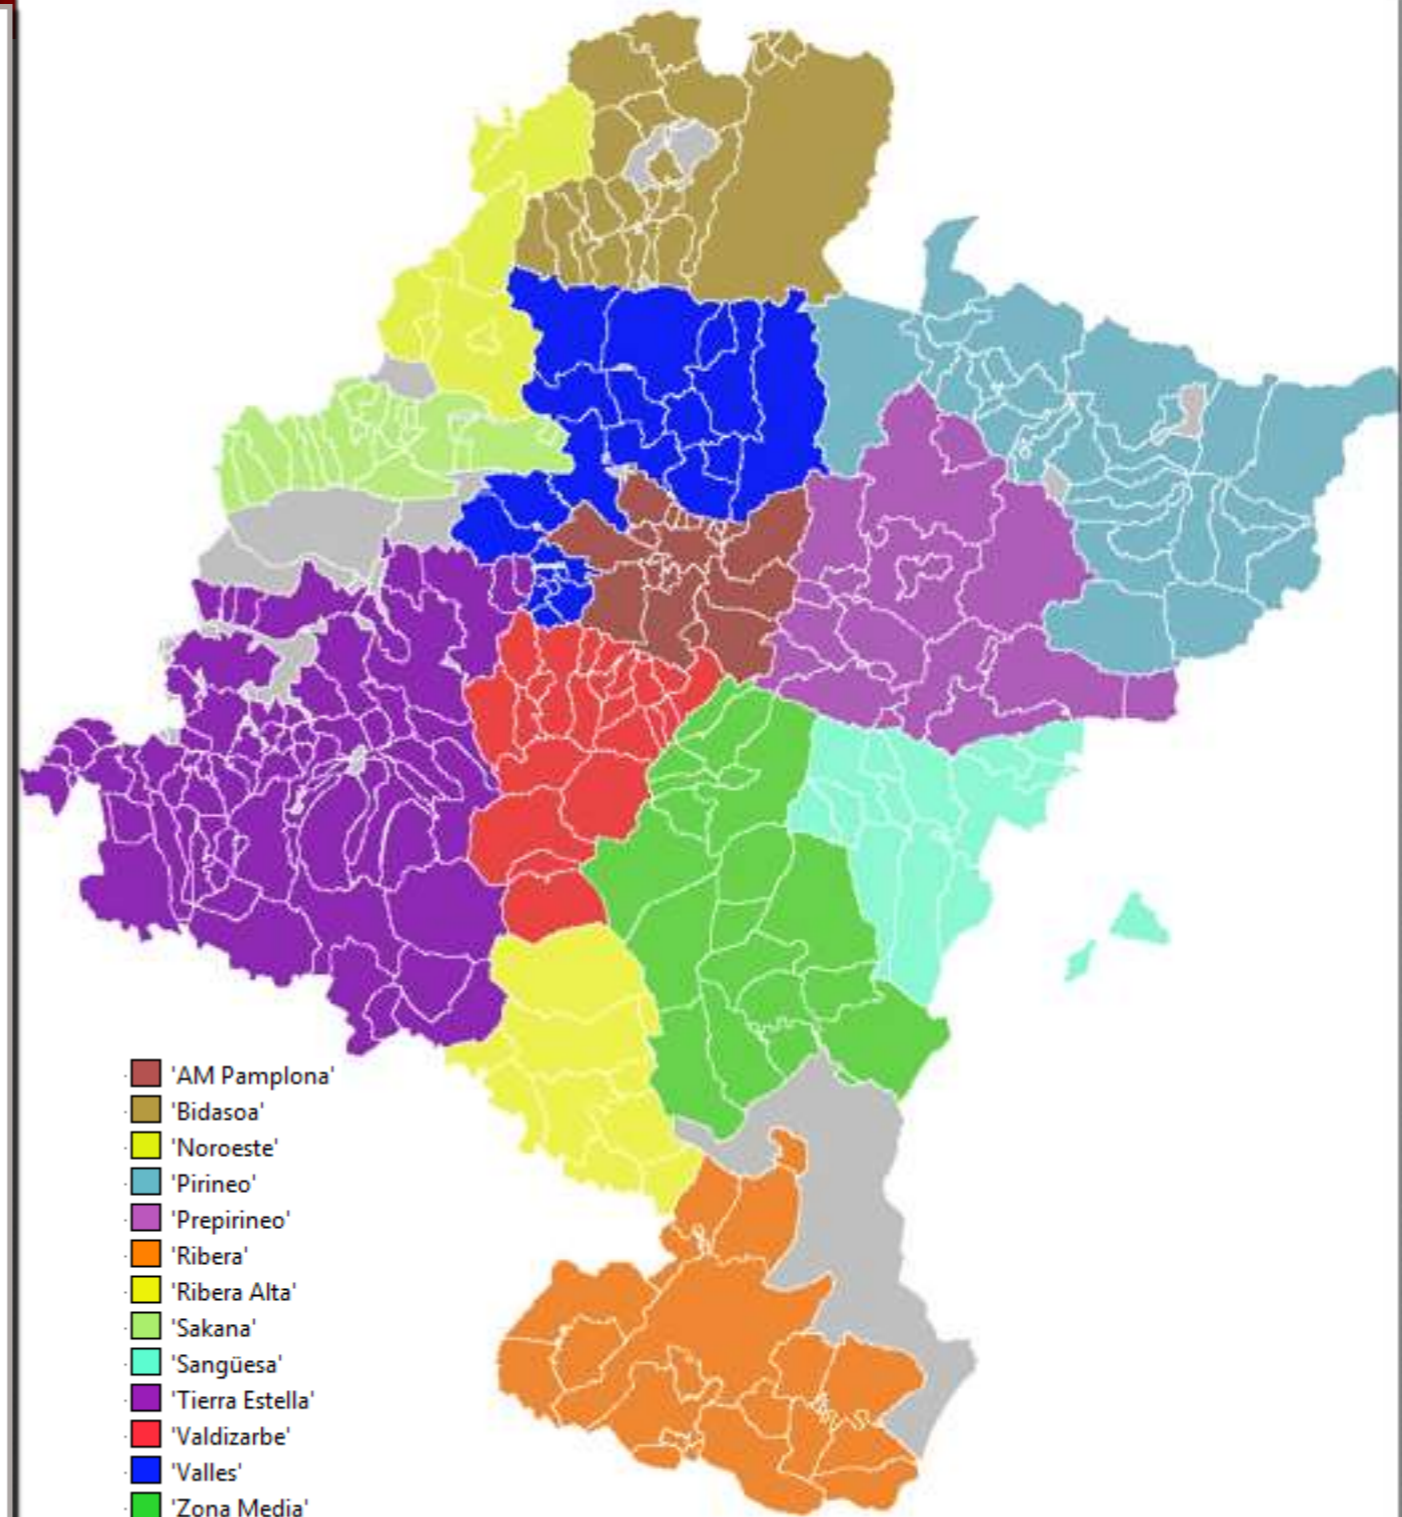 'AM Pamplona'
'Bidasoa'
'Noroeste'
'Pirineo'
'Prepirineo'
'Ribera'
'Ribera Alta'
'Sakana'
'Sangüesa'
'Tierra Estella'
'Valdizarbe'
'Valles'
'Zona Media'